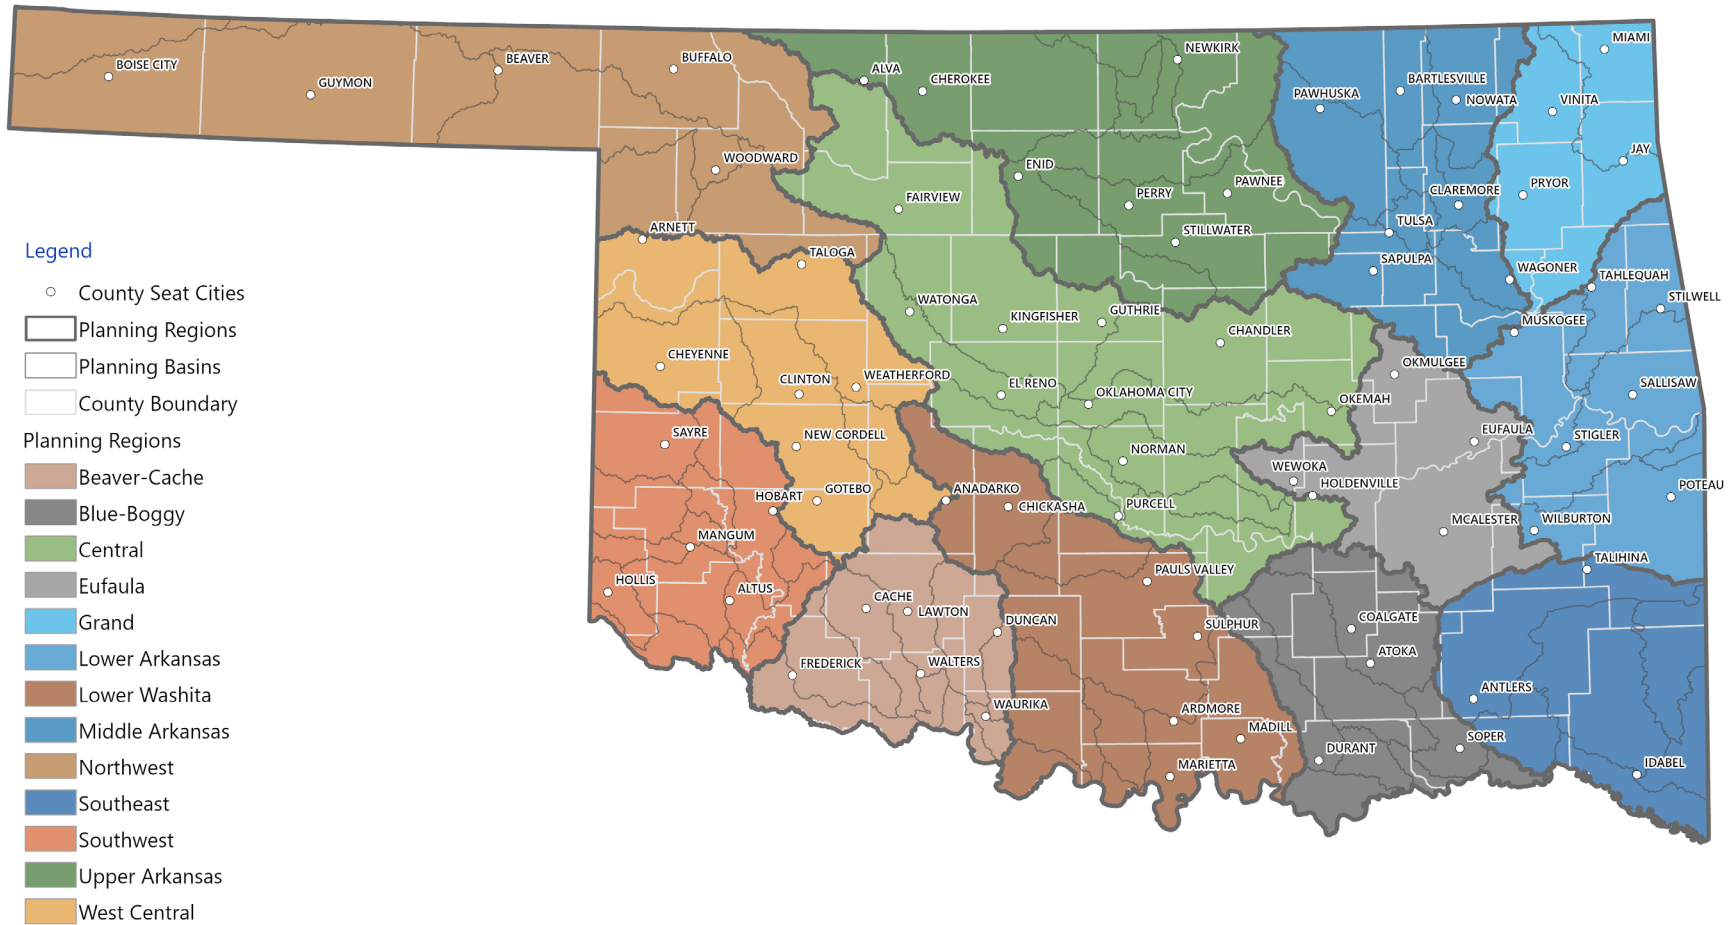 MIAMI
NEWKIRK
BUFFALO
BEAVER
BOISE CITY
ALVA
CHEROKEE
GUYMON
BARTLESVILLE
PAWHUSKA
NOWATA
VINITA
JAY
WOODWARD
ENID
PAWNEE
PRYOR
PERRY
CLAREMORE
FAIRVIEW
TULSA
ARNETT
STILLWATER
TALOGA
SAPULPA
WAGONER
TAHLEQUAH
Legend
County Seat Cities
Planning Regions
Planning Basins
County Boundary
Planning Regions
Beaver-Cache
Blue-Boggy
Central
Eufaula
Grand
Lower Arkansas
Lower Washita
Middle Arkansas
Northwest
Southeast
Southwest
Upper Arkansas
West Central
STILWELL
WATONGA
KINGFISHER
GUTHRIE
MUSKOGEE
CHANDLER
CHEYENNE
OKMULGEE
CLINTON
WEATHERFORD
EL RENO
OKLAHOMA CITY
SALLISAW
OKEMAH
SAYRE
NEW CORDELL
EUFAULA
STIGLER
NORMAN
WEWOKA
HOLDENVILLE
POTEAU
HOBART
GOTEBO
ANADARKO
CHICKASHA
PURCELL
MCALESTER
WILBURTON
MANGUM
TALIHINA
PAULS VALLEY
HOLLIS
ALTUS
CACHE
LAWTON
DUNCAN
SULPHUR
COALGATE
ATOKA
FREDERICK
WALTERS
ANTLERS
WAURIKA
ARDMORE
MADILL
SOPER
DURANT
MARIETTA
IDABEL